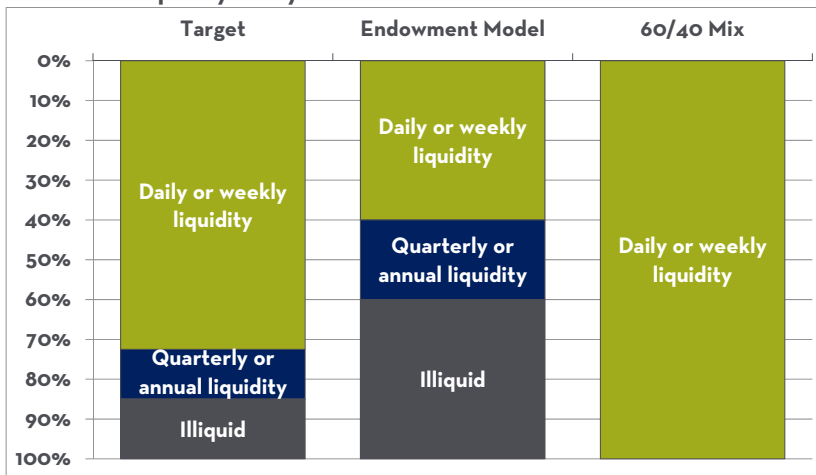 Target Endowment Model 60/40 Mix
0%
10%
20%
30%
40%
50%
60%
70%
80%
90%
100%
Daily or weekly
liquidity
Quarterly or
annual liquidity
Illiquid
Daily or weekly
liquidity
Quarterly or
annual liquidity
Illiquid
Daily or weekly
liquidity